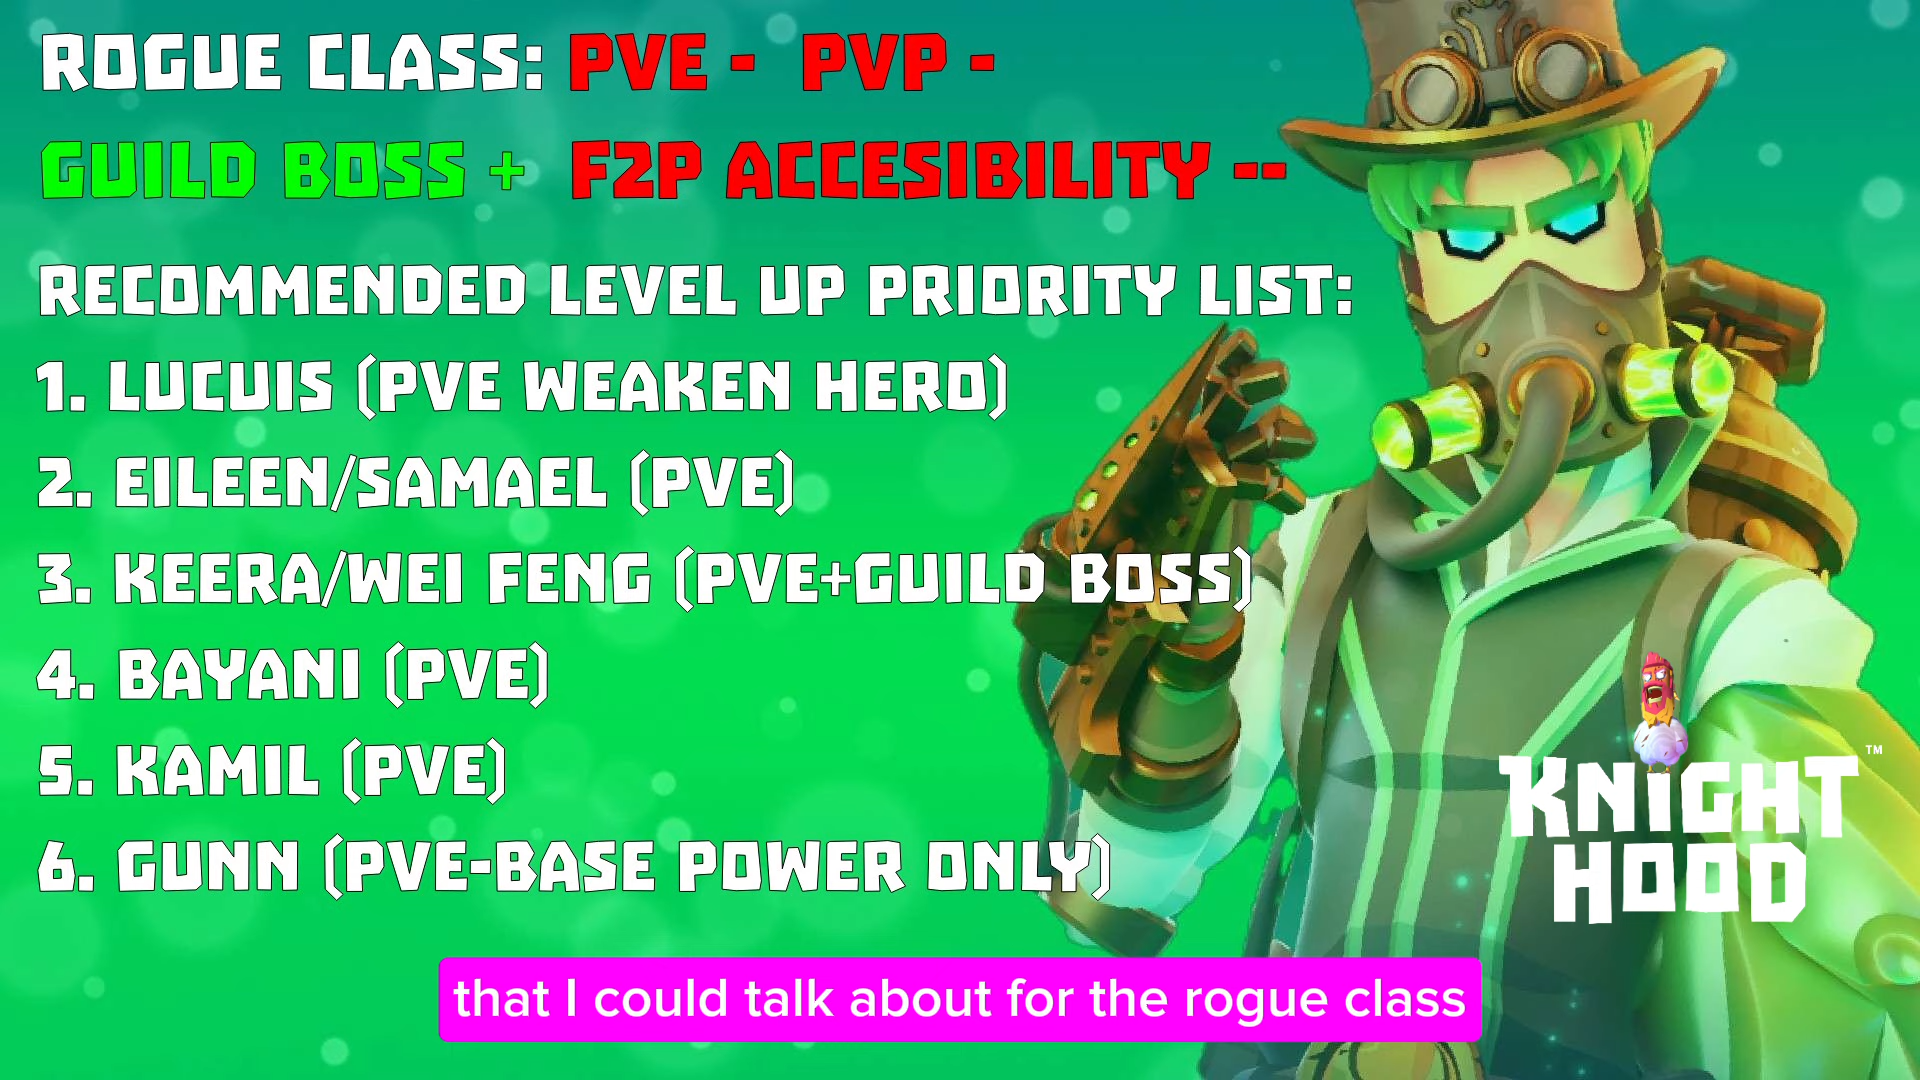 ROGUE CLASS: PVE - PVP -
GUILD BOSS + F2P ACCESIBILITY --
RECOMMENDED LEVEL UP PRIORITY LIST:
1. LUCUIS (PVE WEAKEN HERO)
2. EILEEN/SAMAEL (PVE)
3. KEERA/WEI FENG (PVE+GUILD BOSS)
4. BAYANI (PVE)
5. KAMIL (PVE)
6. GUNN (PVE-BASE POWER ONLY)
KNIGHT
HOOD
TM
that I could talk about for the rogue class